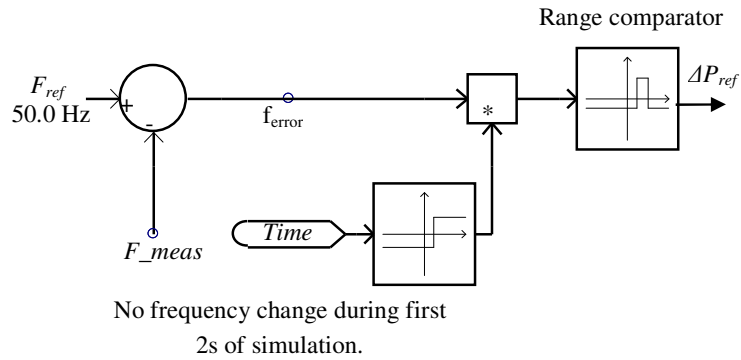 Range comparator
F_ref
50.0 Hz
+
-
f_error
*
ΔP_ref
Time
F_meas
No frequency change during first
2s of simulation.